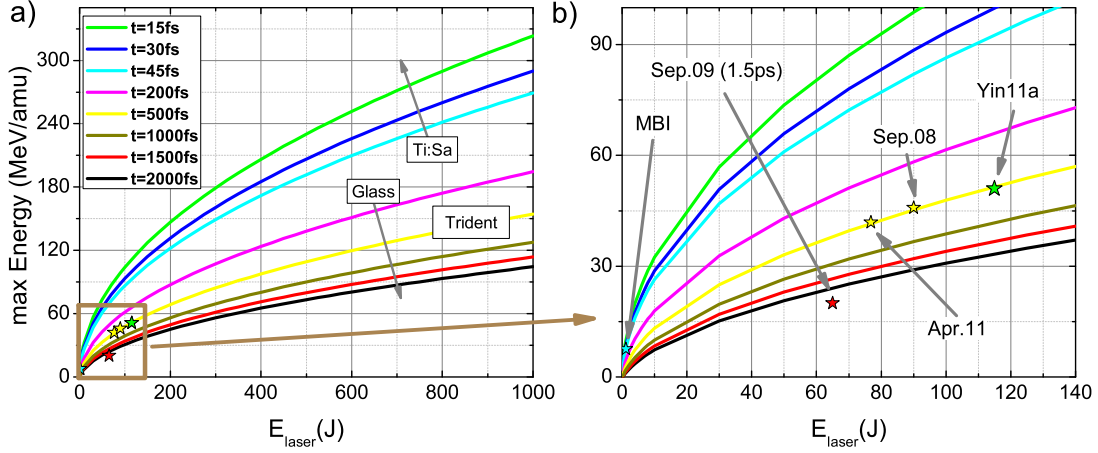 a)
max Energy (MeV/amu)
300
240
180
120
60
0
t=15fs
t=30fs
t=45fs
t=200fs
t=500fs
t=1000fs
t=1500fs
t=2000fs
Ti:Sa
Glass
Trident
0 200 400 600 800 1000
E laser (J)
b)
90
60
30
0
Sep.09 (1.5ps)
MBI
Yin11a
Sep.08
Apr.11
0 20 40 60 80 100 120 140
E laser (J)